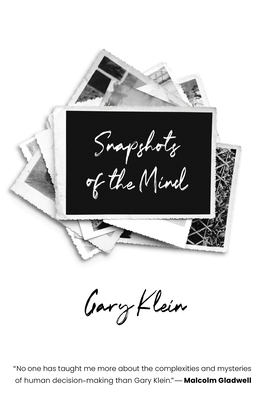 Snapshots
of the Mind
Gary Klein
“No one has taught me more about the complexities and mysteries
of human decision-making than Gary Klein.”— Malcolm Gladwell